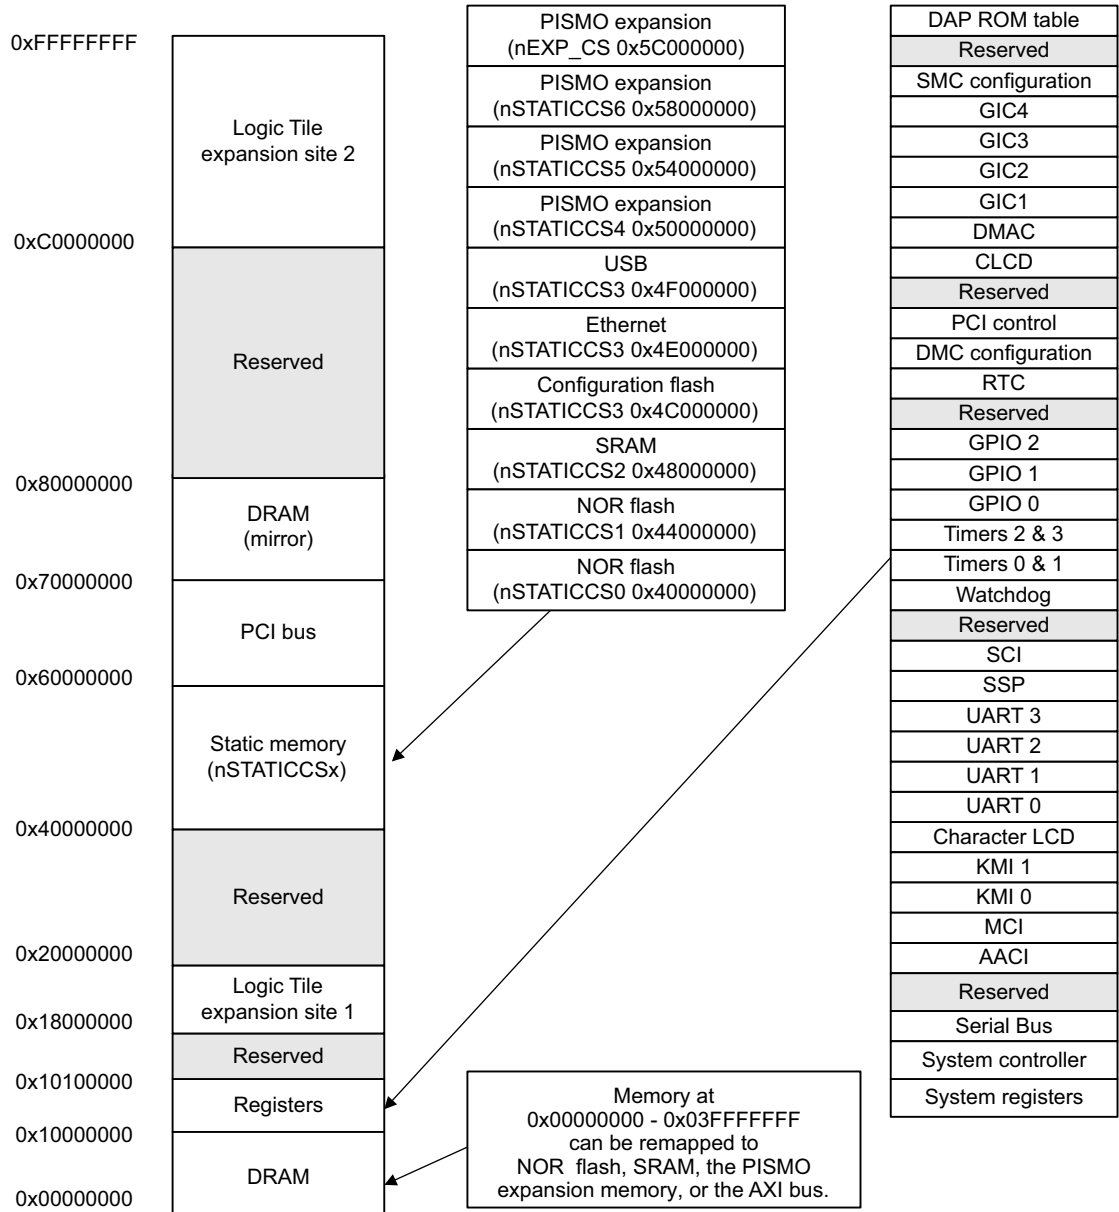 0xFFFFFFFF
Logic Tile
expansion site 2
0xC0000000
Reserved
0x80000000
DRAM
(mirror)
0x70000000
PCI bus
0x60000000
Static memory
(nSTATICCSx)
0x40000000
Reserved
0x20000000
Logic Tile
expansion site 1
0x18000000
Reserved
0x10100000
Registers
0x10000000
DRAM
0x00000000
PISMO expansion
(nEXP_CS 0x5C000000)
PISMO expansion
(nSTATICCS6 0x58000000)
PISMO expansion
(nSTATICCS5 0x54000000)
PISMO expansion
(nSTATICCS4 0x50000000)
USB
(nSTATICCS3 0x4F000000)
Ethernet
(nSTATICCS3 0x4E000000)
Configuration flash
(nSTATICCS3 0x4C000000)
SRAM
(nSTATICCS2 0x48000000)
NOR flash
(nSTATICCS1 0x44000000)
NOR flash
(nSTATICCS0 0x40000000)
Memory at
0x00000000 - 0x03FFFFFF
can be remapped to
NOR flash, SRAM, the PISMO
expansion memory, or the AXI bus.
DAP ROM table
Reserved
SMC configuration
GIC4
GIC3
GIC2
GIC1
DMAC
CLCD
Reserved
PCI control
DMC configuration
RTC
Reserved
GPIO 2
GPIO 1
GPIO 0
Timers 2 & 3
Timers 0 & 1
Watchdog
Reserved
SCI
SSP
UART 3
UART 2
UART 1
UART 0
Character LCD
KMI 1
KMI 0
MCI
AACI
Reserved
Serial Bus
System controller
System registers